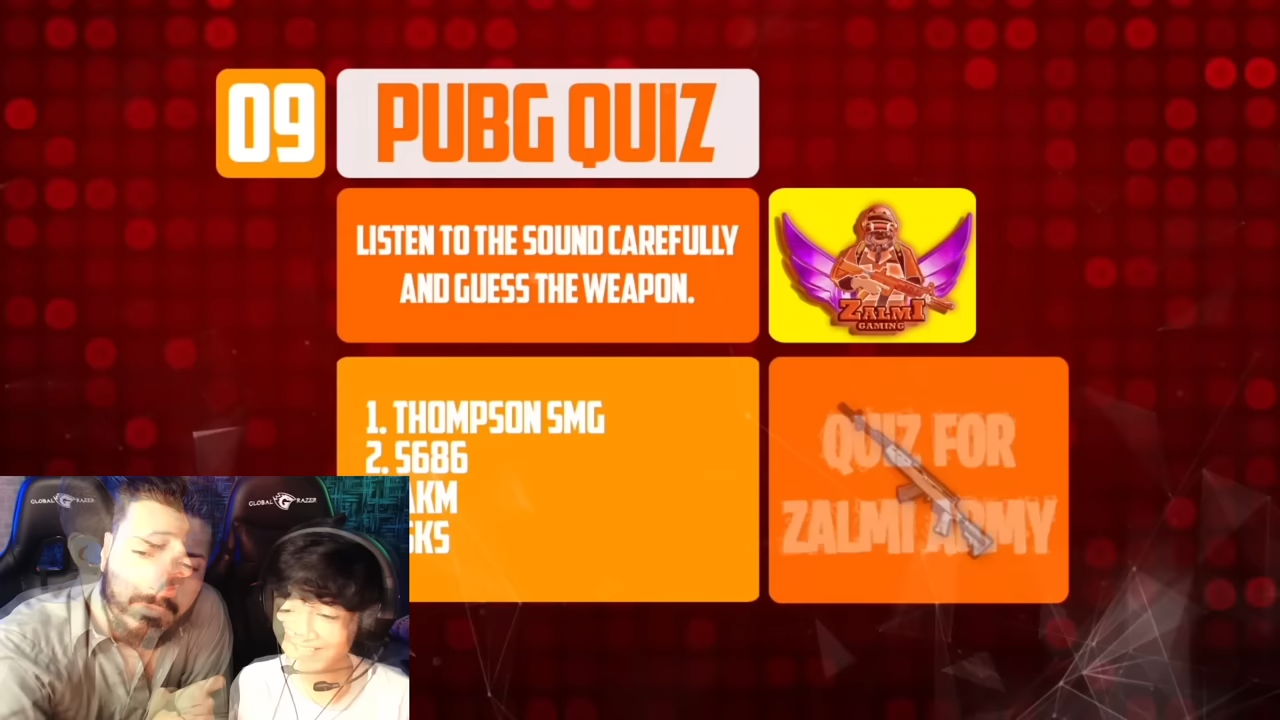 09
PUBG QUIZ
LISTEN TO THE SOUND CAREFULLY
AND GUESS THE WEAPON.
ZALMI
GAMING
1. THOMPSON SMG
2. S686
AKM
SKS
QUIZ FOR
ZALMI ARMY
GLOBAL RAZER
GLOBAL RAZER